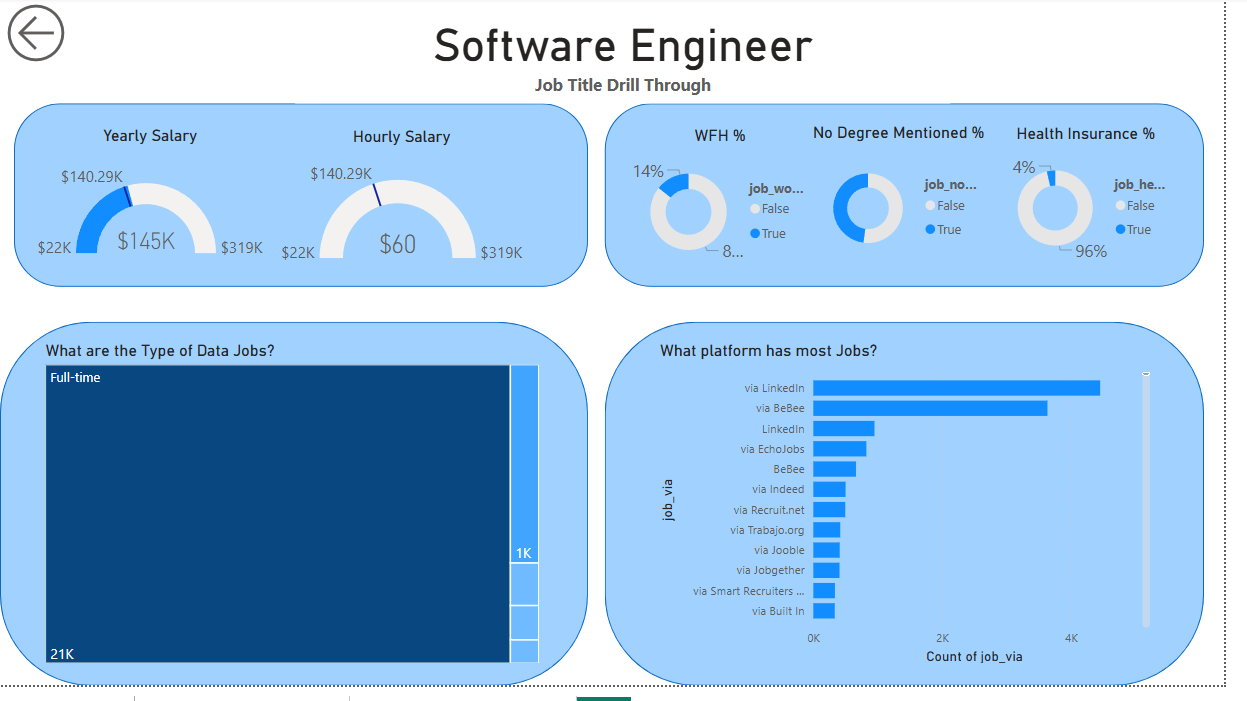 Software Engineer
Job Title Drill Through
Yearly Salary
$140.29K
$22K
$145K
$319K
Hourly Salary
$140.29K
$22K
$60
$319K
WFH %
14%
8...
job_wo...
False
True
No Degree Mentioned %
job_no...
False
True
Health Insurance %
4%
96%
job_he...
False
True
What are the Type of Data Jobs?
Full-time
21K
1K
What platform has most Jobs?
job_via
via LinkedIn
via BeBee
LinkedIn
via EchoJobs
BeBee
via Indeed
via Recruit.net
via Trabajo.org
via Jooble
via Jobgether
via Smart Recruiters ...
via Built In
0K
2K
4K
Count of job_via